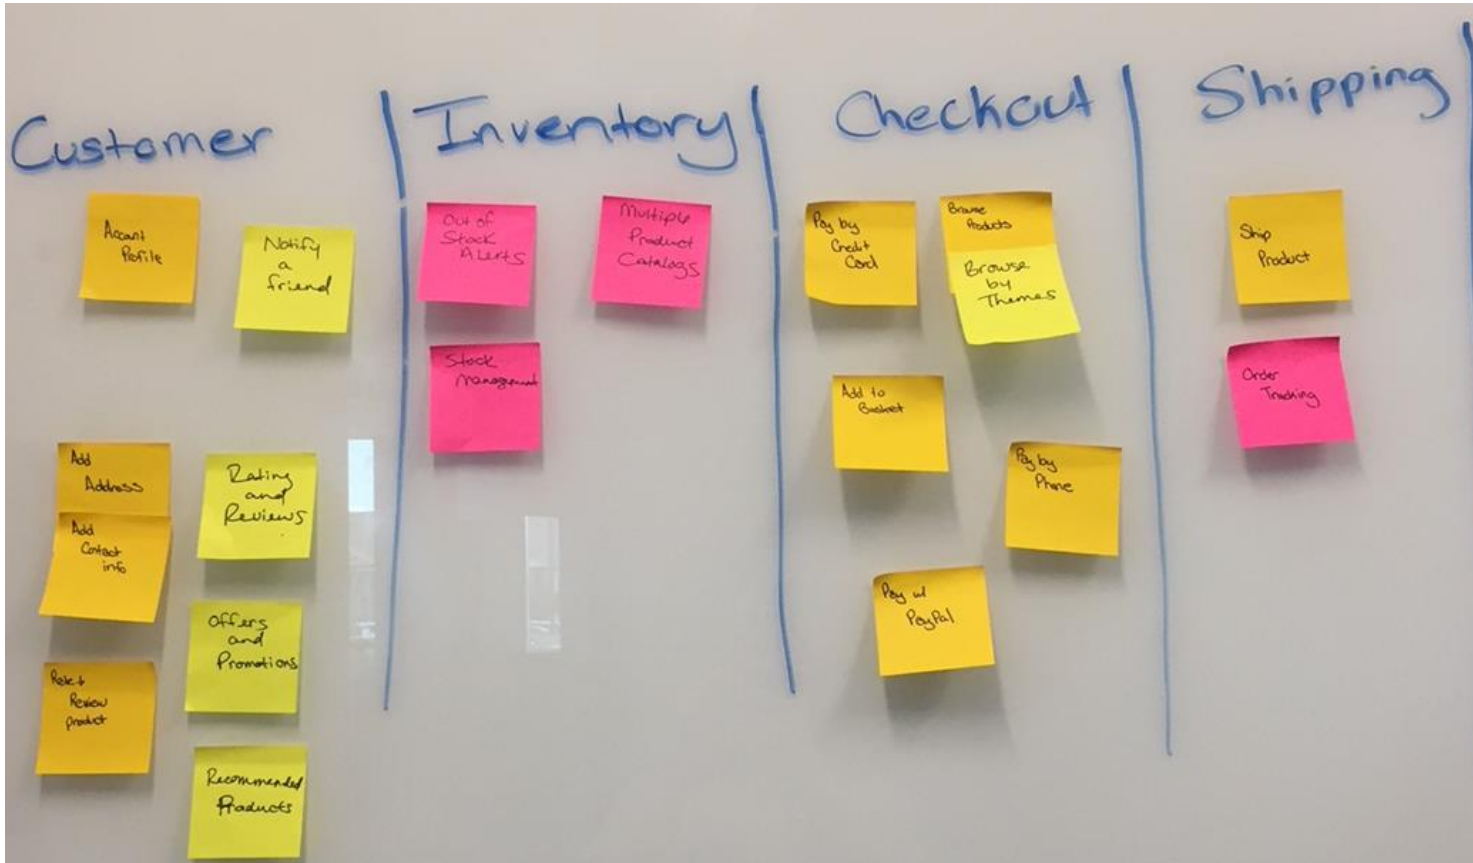 Customer
Account
Profile
Notify
a
friend
Add
Address
Add
Contact
info
Rating
and
Reviews
Offers
and
Promotions
Rate &
Review
product
Recommended
Products
Inventory
Out of
Stock
Alerts
Multiple
Product
Catalogs
Stock
Management
Checkout
Pay by
Credit
Card
Browse
Products
Browse
by
Themes
Add to
Basket
Pay by
Phone
Pay w/
PayPal
Shipping
Ship
Product
Order
Tracking